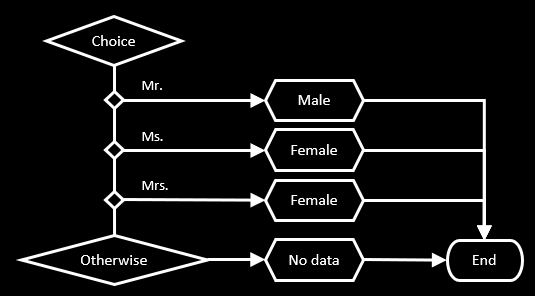 Choice
Mr.
Male
Ms.
Female
Mrs.
Female
Otherwise
No data
End